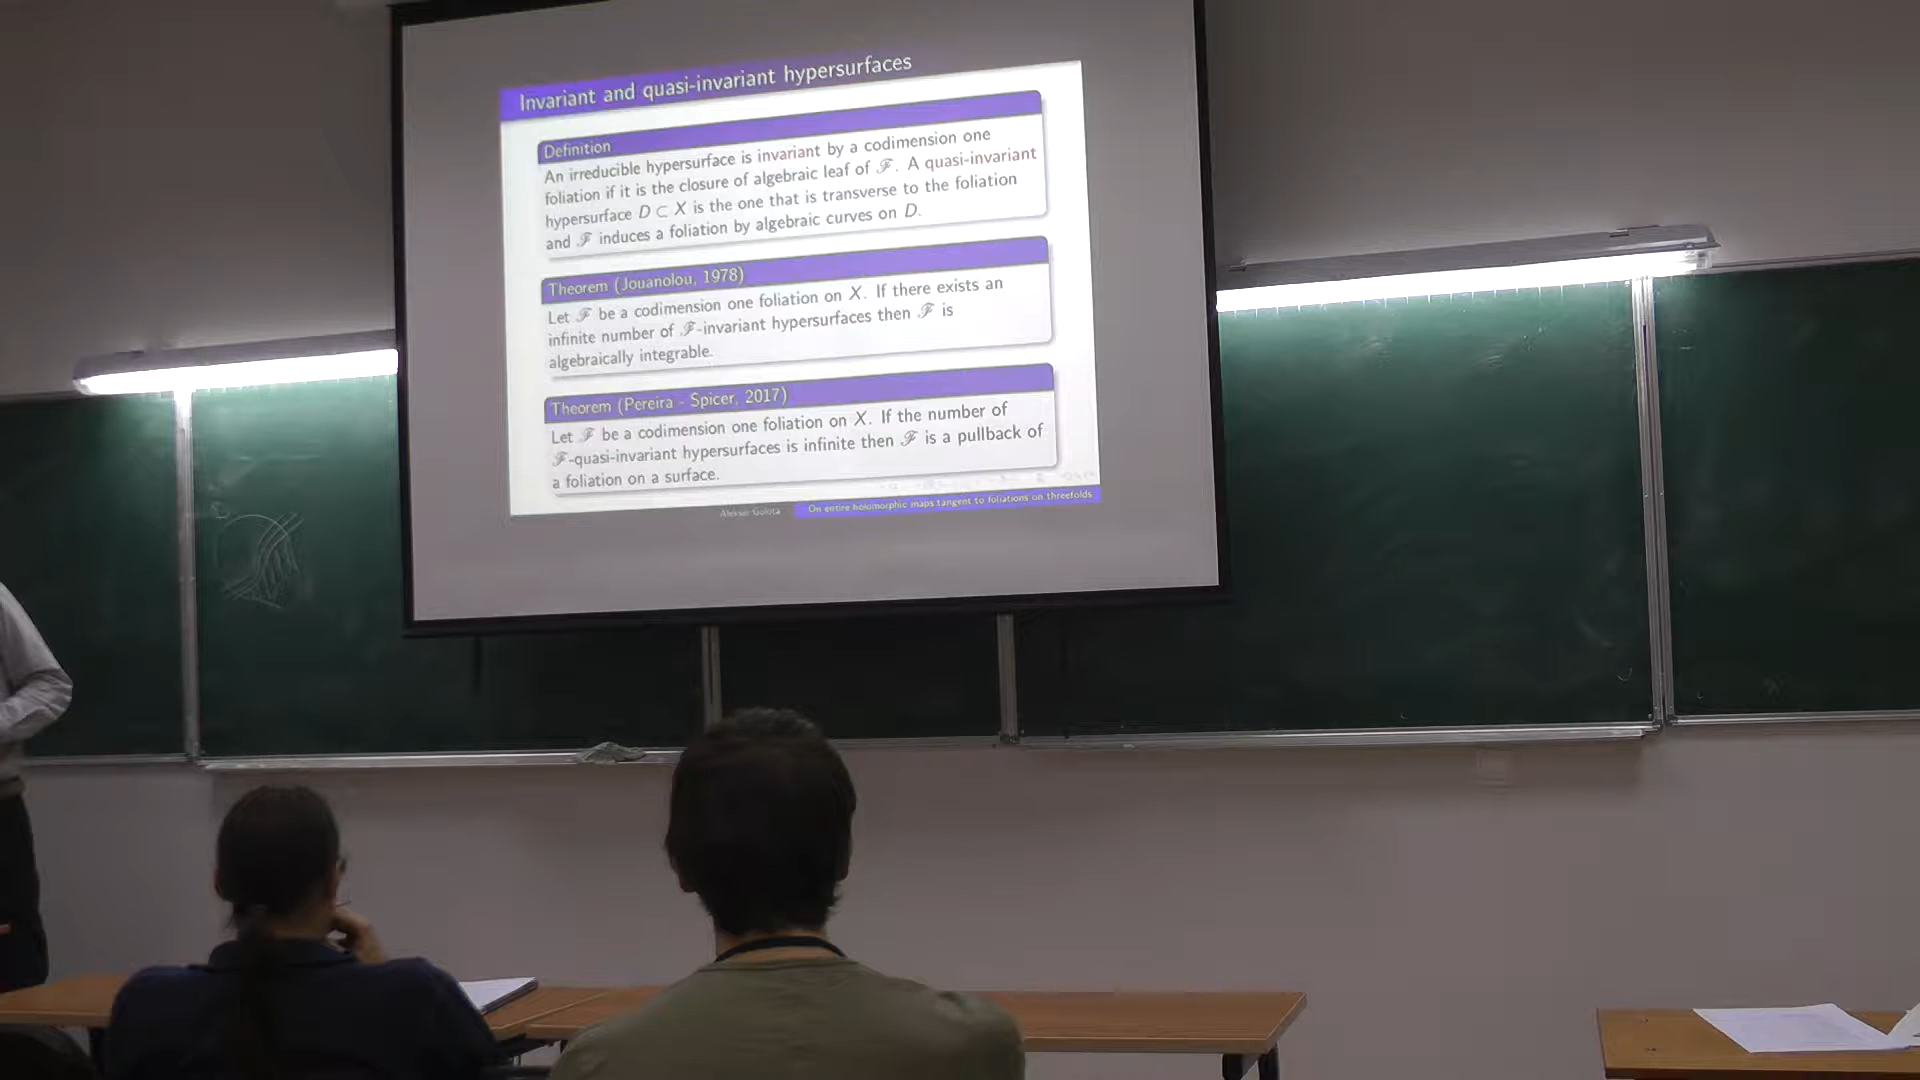 Invariant and quasi-invariant hypersurfaces
Definition
An irreducible hypersurface is invariant by a codimension one
foliation if it is the closure of algebraic leaf of ℱ. A quasi-invariant
hypersurface D ⊂ X is the one that is transverse to the foliation
and ℱ induces a foliation by algebraic curves on D.
Theorem (Jouanolou, 1978)
Let ℱ be a codimension one foliation on X. If there exists an
infinite number of ℱ-invariant hypersurfaces then ℱ is
algebraically integrable.
Theorem (Pereira - Spicer, 2017)
Let ℱ be a codimension one foliation on X. If the number of
ℱ-quasi-invariant hypersurfaces is infinite then ℱ is a pullback of
a foliation on a surface.
Aleksei Golota On entire holomorphic maps tangent to foliations on threefolds